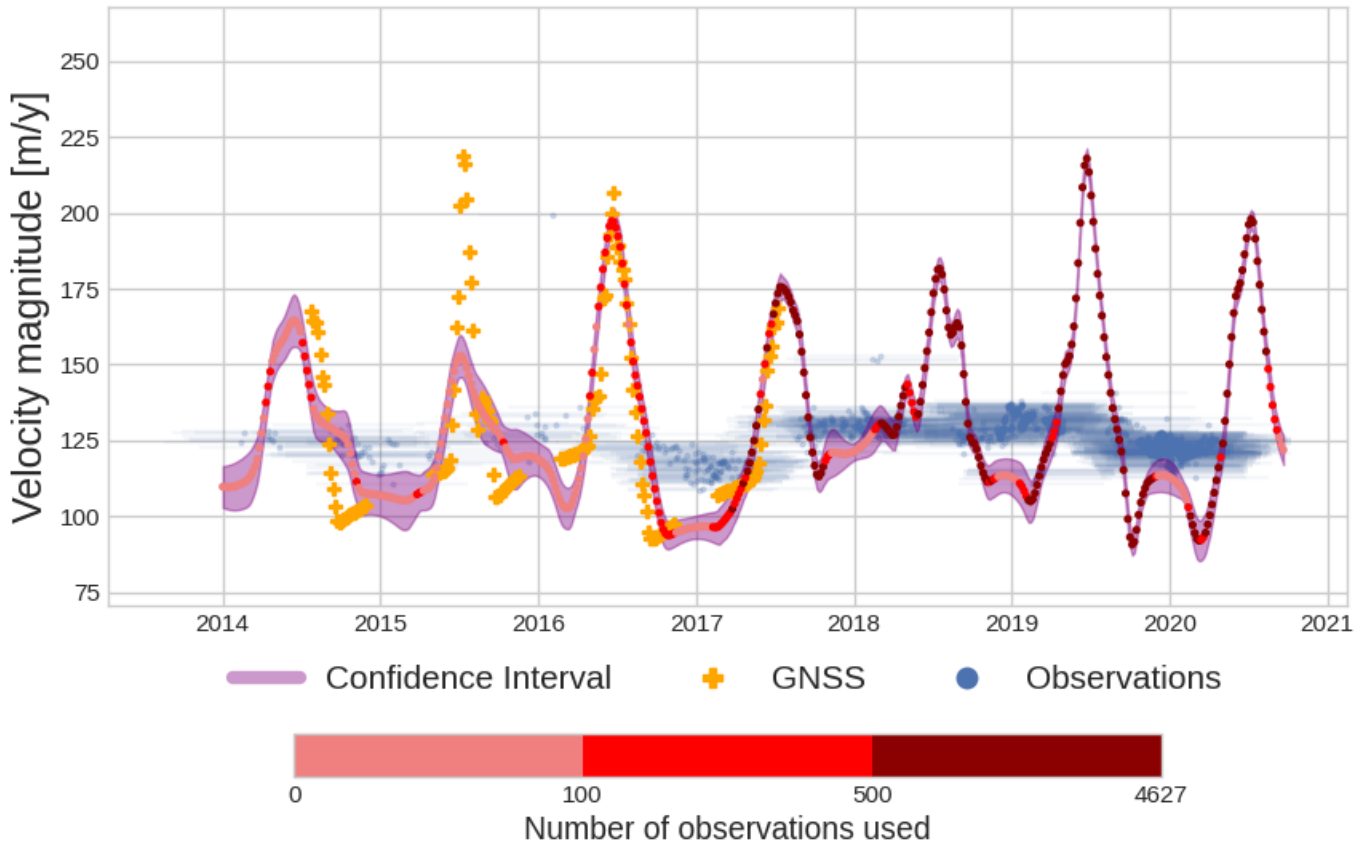 Velocity magnitude [m/y]
250
225
200
175
150
125
100
75
2014 2015 2016 2017 2018 2019 2020 2021
Confidence Interval GNSS Observations
0 100 500 4627
Number of observations used